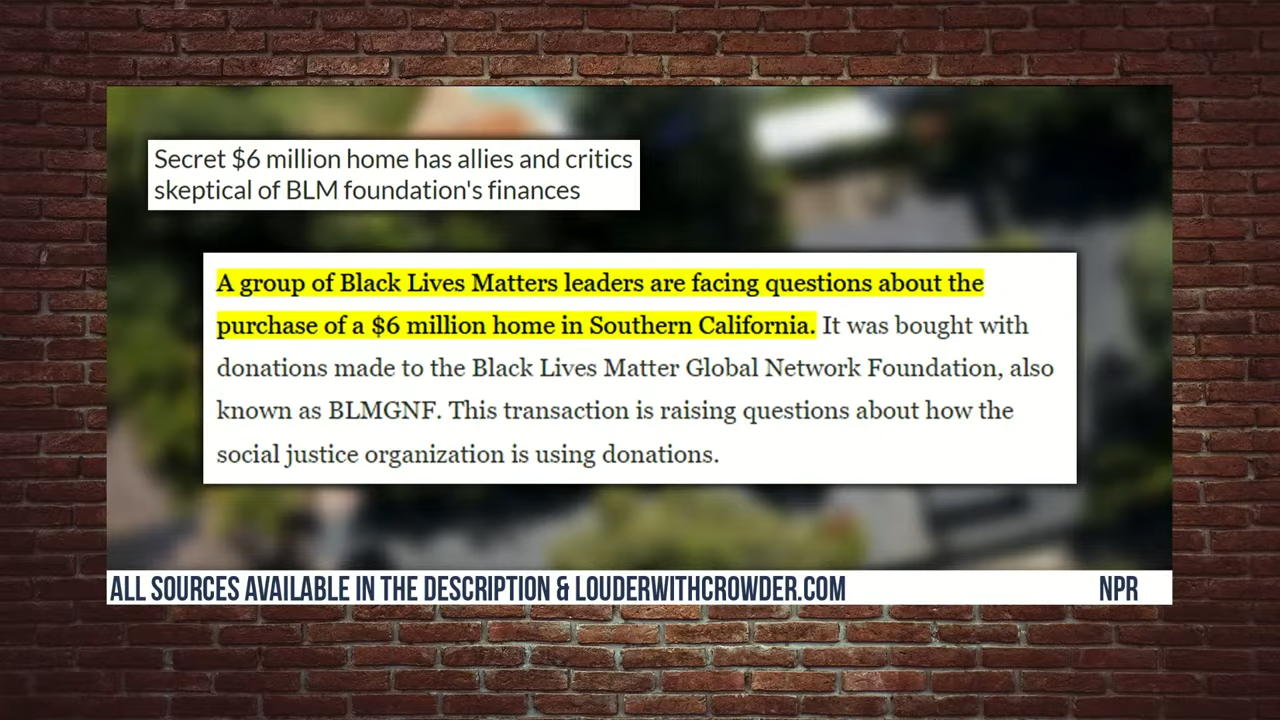 Secret $6 million home has allies and critics
skeptical of BLM foundation's finances
A group of Black Lives Matters leaders are facing questions about the
purchase of a $6 million home in Southern California. It was bought with
donations made to the Black Lives Matter Global Network Foundation, also
known as BLMGNF. This transaction is raising questions about how the
social justice organization is using donations.
ALL SOURCES AVAILABLE IN THE DESCRIPTION & LOUDERWITHCROWDER.COM
NPR